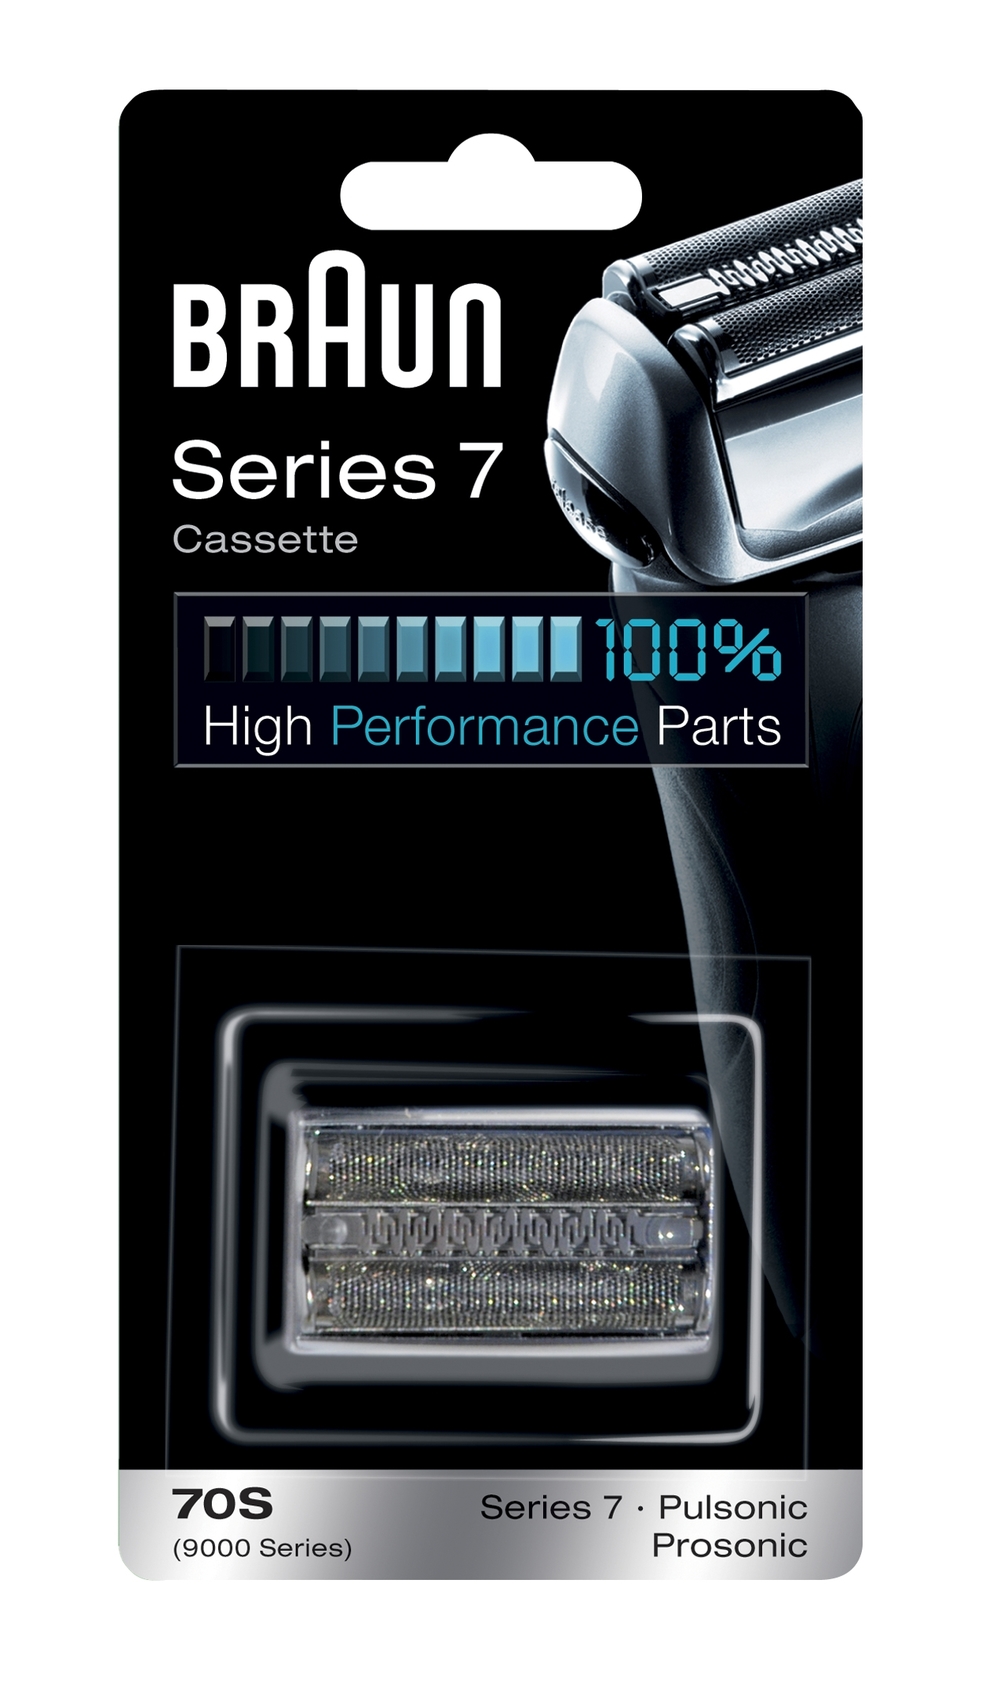 BRAUN
Series 7
Cassette
100%
High Performance Parts
70S
(9000 Series)
Series 7 · Pulsonic
Prosonic